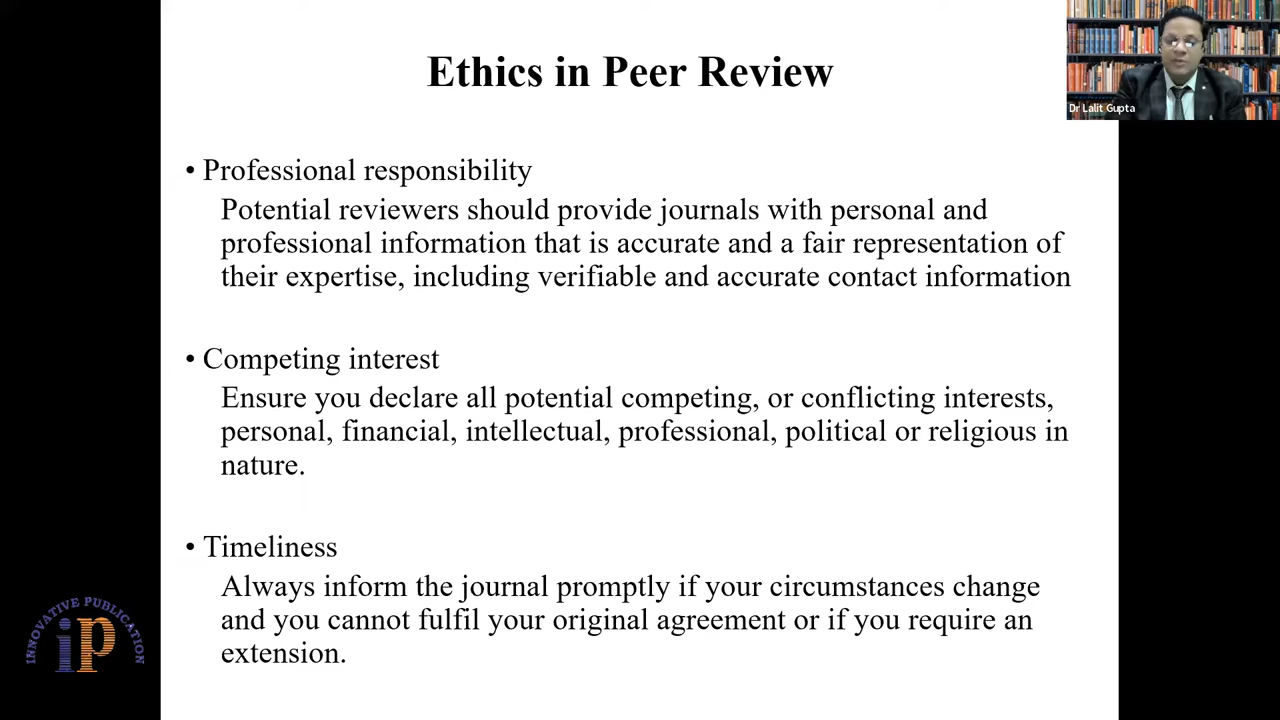 Ethics in Peer Review
Dr Lalit Gupta
• Professional responsibility
Potential reviewers should provide journals with personal and
professional information that is accurate and a fair representation of
their expertise, including verifiable and accurate contact information
• Competing interest
Ensure you declare all potential competing, or conflicting interests,
personal, financial, intellectual, professional, political or religious in
nature.
• Timeliness
Always inform the journal promptly if your circumstances change
and you cannot fulfil your original agreement or if you require an
extension.
INNOVATIVE PUBLICATION
iP